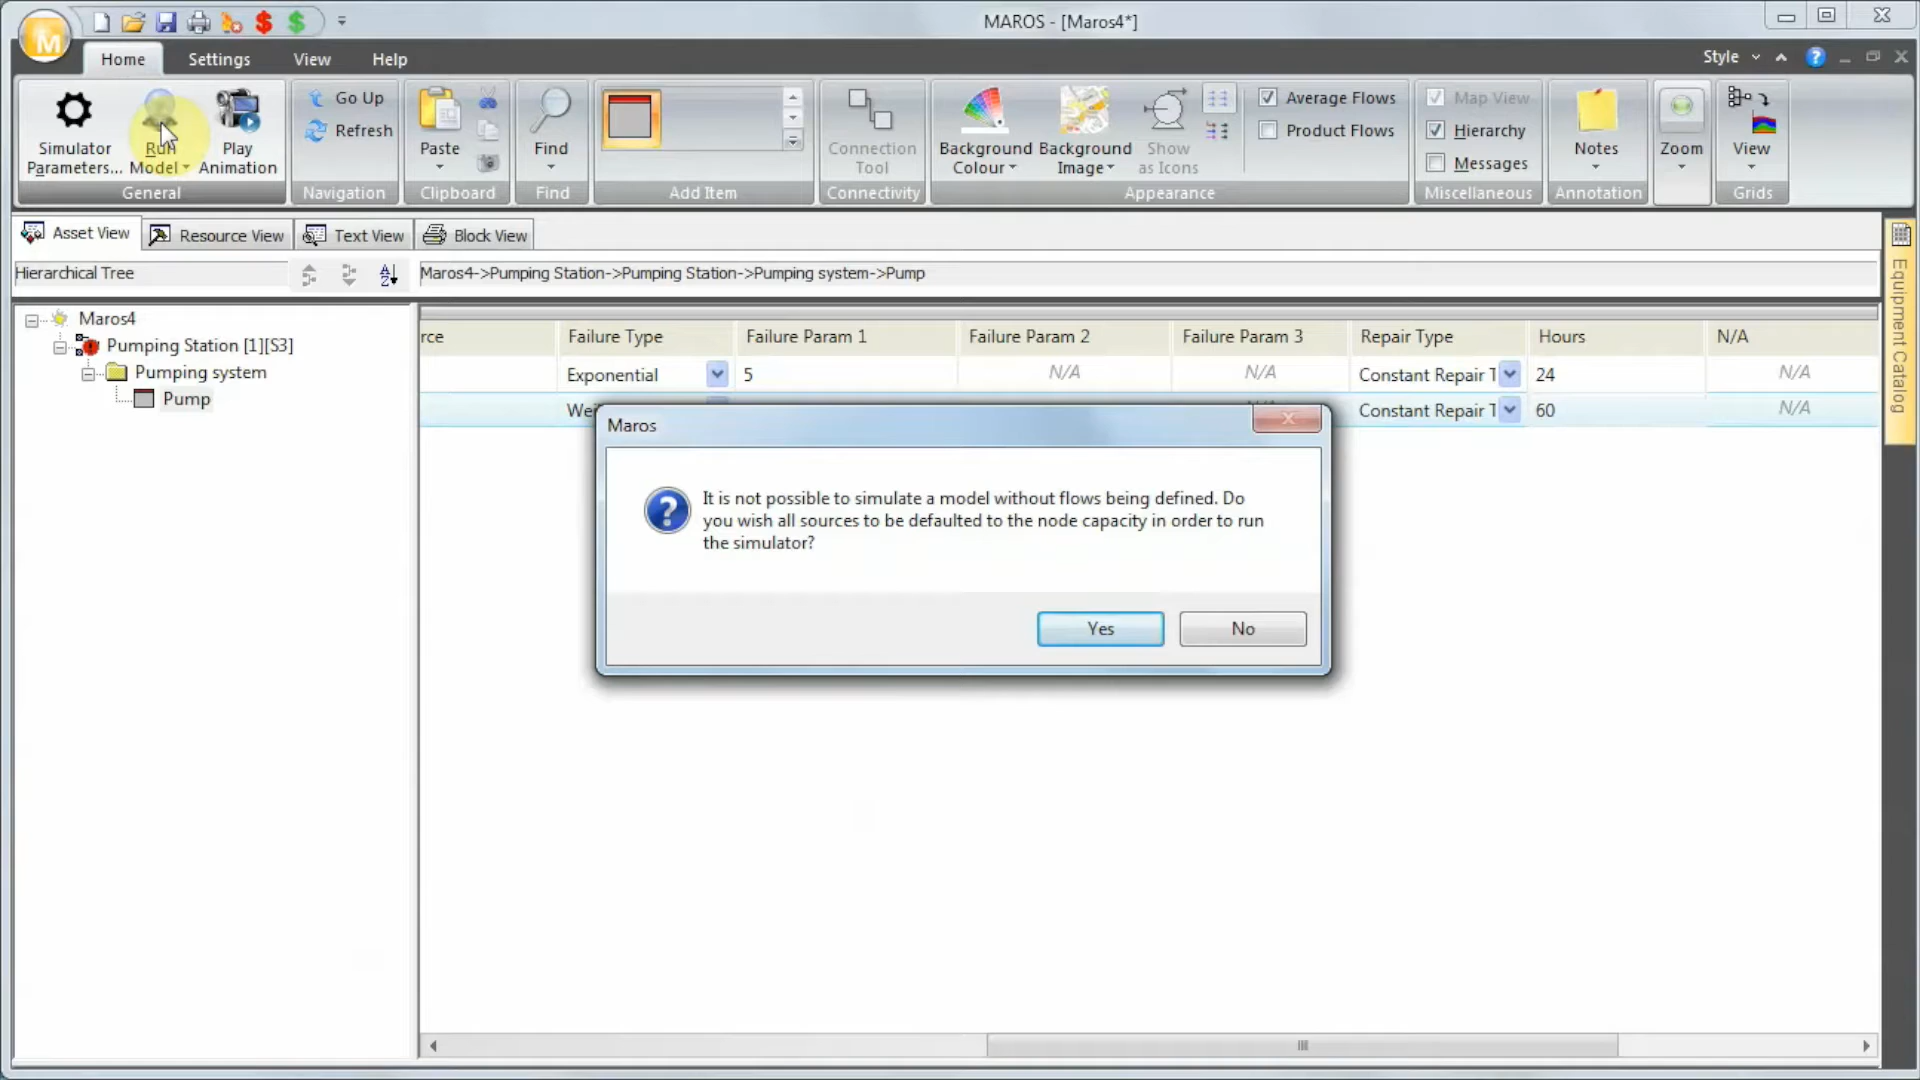 MAROS - [Maros4*]
M
Home
Settings
View
Help
Style
Simulator
Parameters...
Run
Model
Play
Animation
General
Go Up
Refresh
Navigation
Paste
Clipboard
Find
Find
Add Item
Connection
Tool
Connectivity
Background
Colour
Background
Image
Show
as Icons
Average Flows
Product Flows
Appearance
Map View
Hierarchy
Messages
Miscellaneous
Notes
Annotation
Zoom
View
Grids
Asset View
Resource View
Text View
Block View
Hierarchical Tree
Maros4->Pumping Station->Pumping Station->Pumping system->Pump
Maros4
Pumping Station [1][S3]
Pumping system
Pump
rce
Failure Type
Failure Param 1
Failure Param 2
Failure Param 3
Repair Type
Hours
N/A
Exponential
5
N/A
N/A
Constant Repair T
24
N/A
Constant Repair T
60
N/A
Equipment Catalog
Maros
It is not possible to simulate a model without flows being defined. Do
you wish all sources to be defaulted to the node capacity in order to run
the simulator?
Yes
No